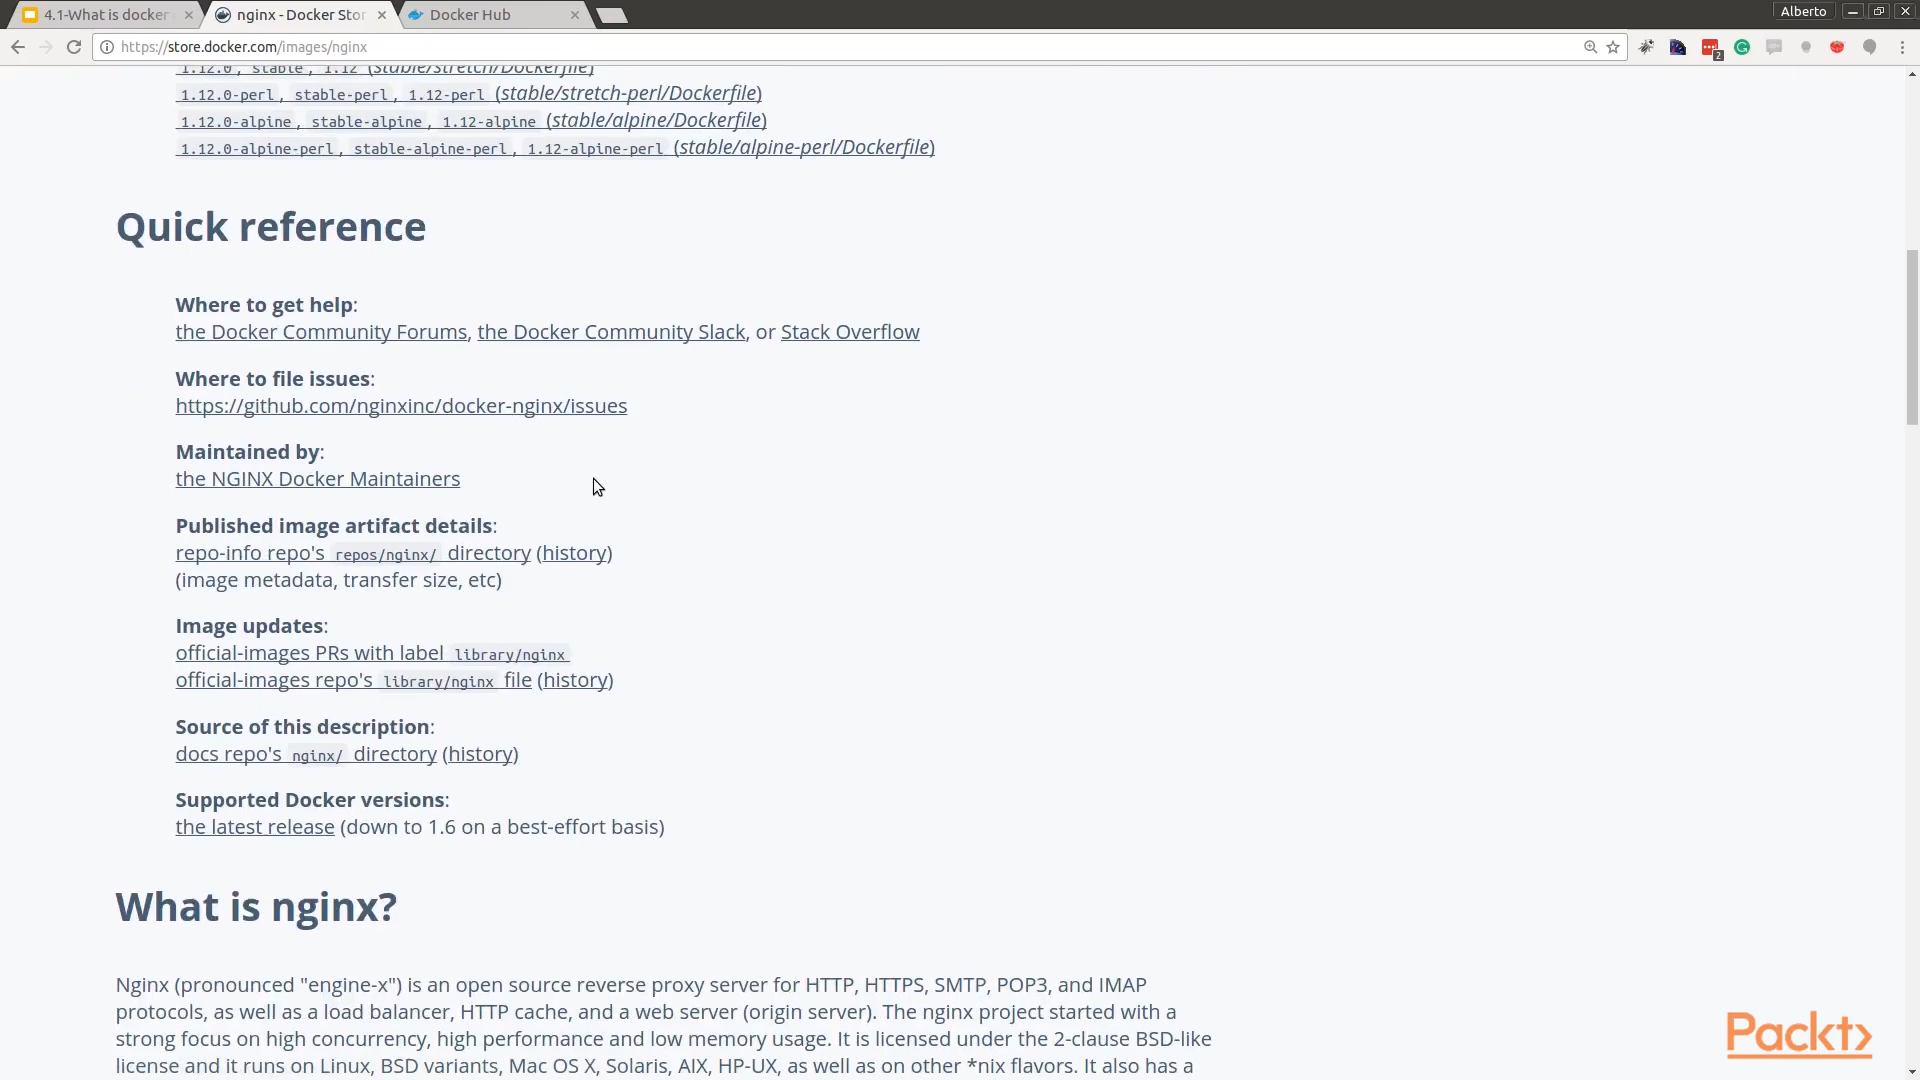 4.1-What is docker
nginx - Docker Stor
Docker Hub
Alberto
https://store.docker.com/images/nginx
2
1.12.0, stable, 1.12 (stable/stretch/Dockerfile)
1.12.0-perl, stable-perl, 1.12-perl (stable/stretch-perl/Dockerfile)
1.12.0-alpine, stable-alpine, 1.12-alpine (stable/alpine/Dockerfile)
1.12.0-alpine-perl, stable-alpine-perl, 1.12-alpine-perl (stable/alpine-perl/Dockerfile)
Quick reference
Where to get help:
the Docker Community Forums, the Docker Community Slack, or Stack Overflow
Where to file issues:
https://github.com/nginxinc/docker-nginx/issues
Maintained by:
the NGINX Docker Maintainers
Published image artifact details:
repo-info repo's repos/nginx/ directory (history)
(image metadata, transfer size, etc)
Image updates:
official-images PRs with label library/nginx
official-images repo's library/nginx file (history)
Source of this description:
docs repo's nginx/ directory (history)
Supported Docker versions:
the latest release (down to 1.6 on a best-effort basis)
What is nginx?
Nginx (pronounced "engine-x") is an open source reverse proxy server for HTTP, HTTPS, SMTP, POP3, and IMAP
protocols, as well as a load balancer, HTTP cache, and a web server (origin server). The nginx project started with a
strong focus on high concurrency, high performance and low memory usage. It is licensed under the 2-clause BSD-like
license and it runs on Linux, BSD variants, Mac OS X, Solaris, AIX, HP-UX, as well as on other *nix flavors. It also has a
Packt>